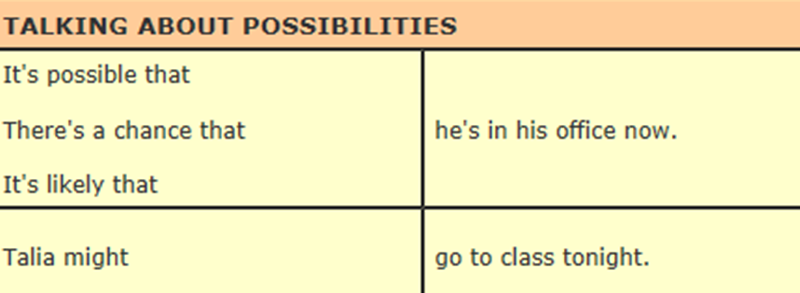 TALKING ABOUT POSSIBILITIES
It's possible that
There's a chance that
he's in his office now.
It's likely that
Talia might
go to class tonight.